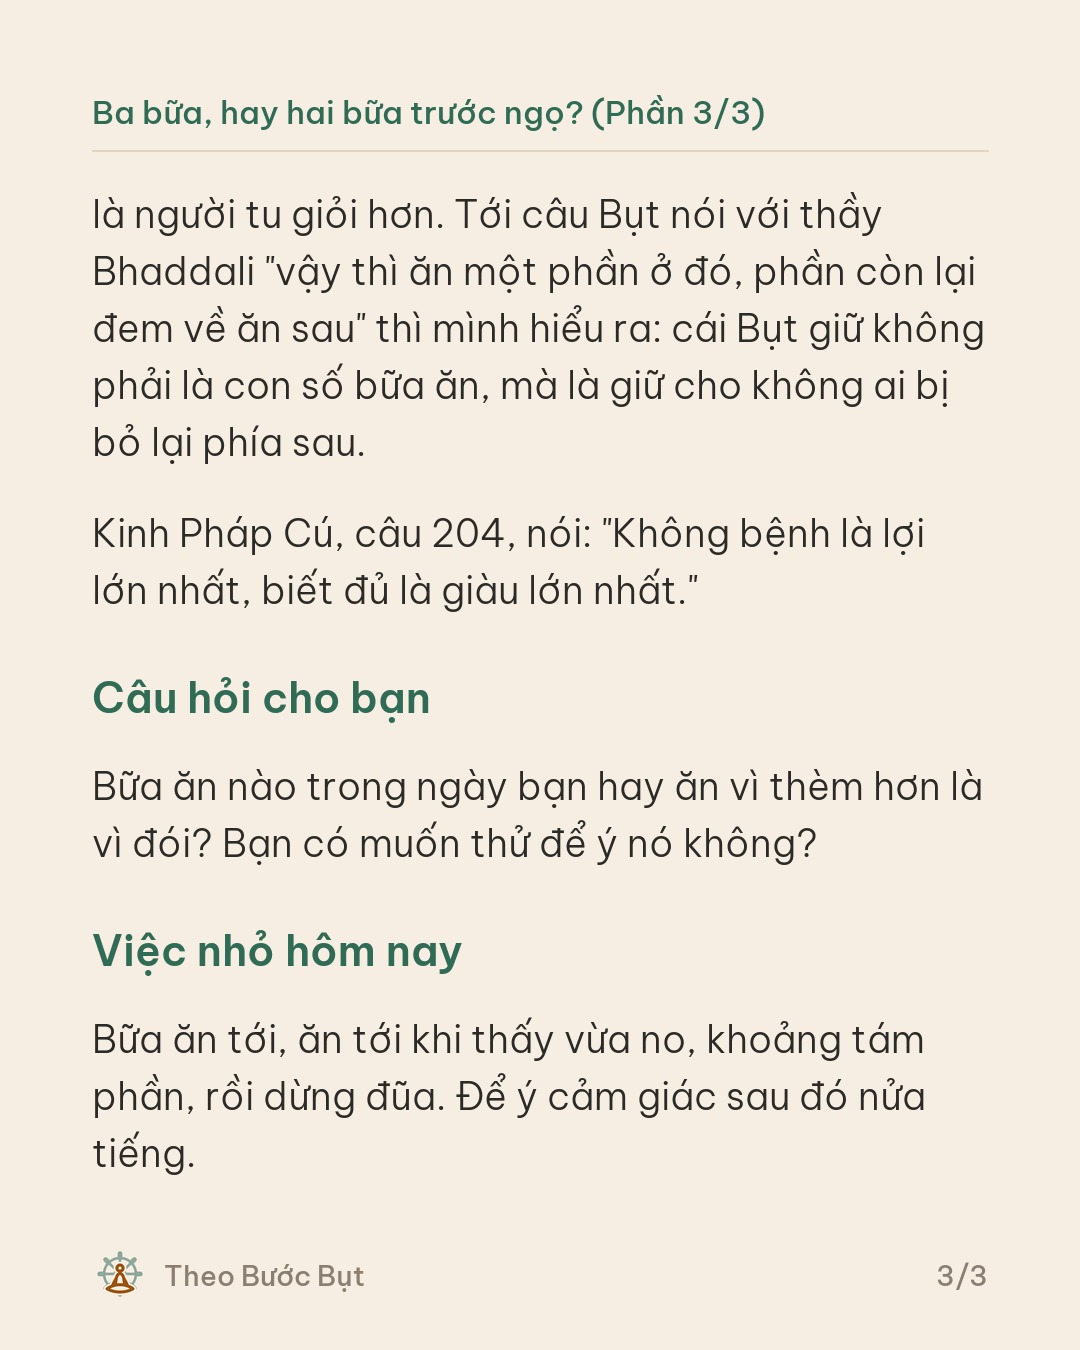 Ba bữa, hay hai bữa trước ngọ? (Phần 3/3)
là người tu giỏi hơn. Tới câu Bụt nói với thầy
Bhaddali "vậy thì ăn một phần ở đó, phần còn lại
đem về ăn sau" thì mình hiểu ra: cái Bụt giữ không
phải là con số bữa ăn, mà là giữ cho không ai bị
bỏ lại phía sau.
Kinh Pháp Cú, câu 204, nói: "Không bệnh là lợi
lớn nhất, biết đủ là giàu lớn nhất."
Câu hỏi cho bạn
Bữa ăn nào trong ngày bạn hay ăn vì thèm hơn là
vì đói? Bạn có muốn thử để ý nó không?
Việc nhỏ hôm nay
Bữa ăn tới, ăn tới khi thấy vừa no, khoảng tám
phần, rồi dừng đũa. Để ý cảm giác sau đó nửa
tiếng.
Theo Bước Bụt
3/3